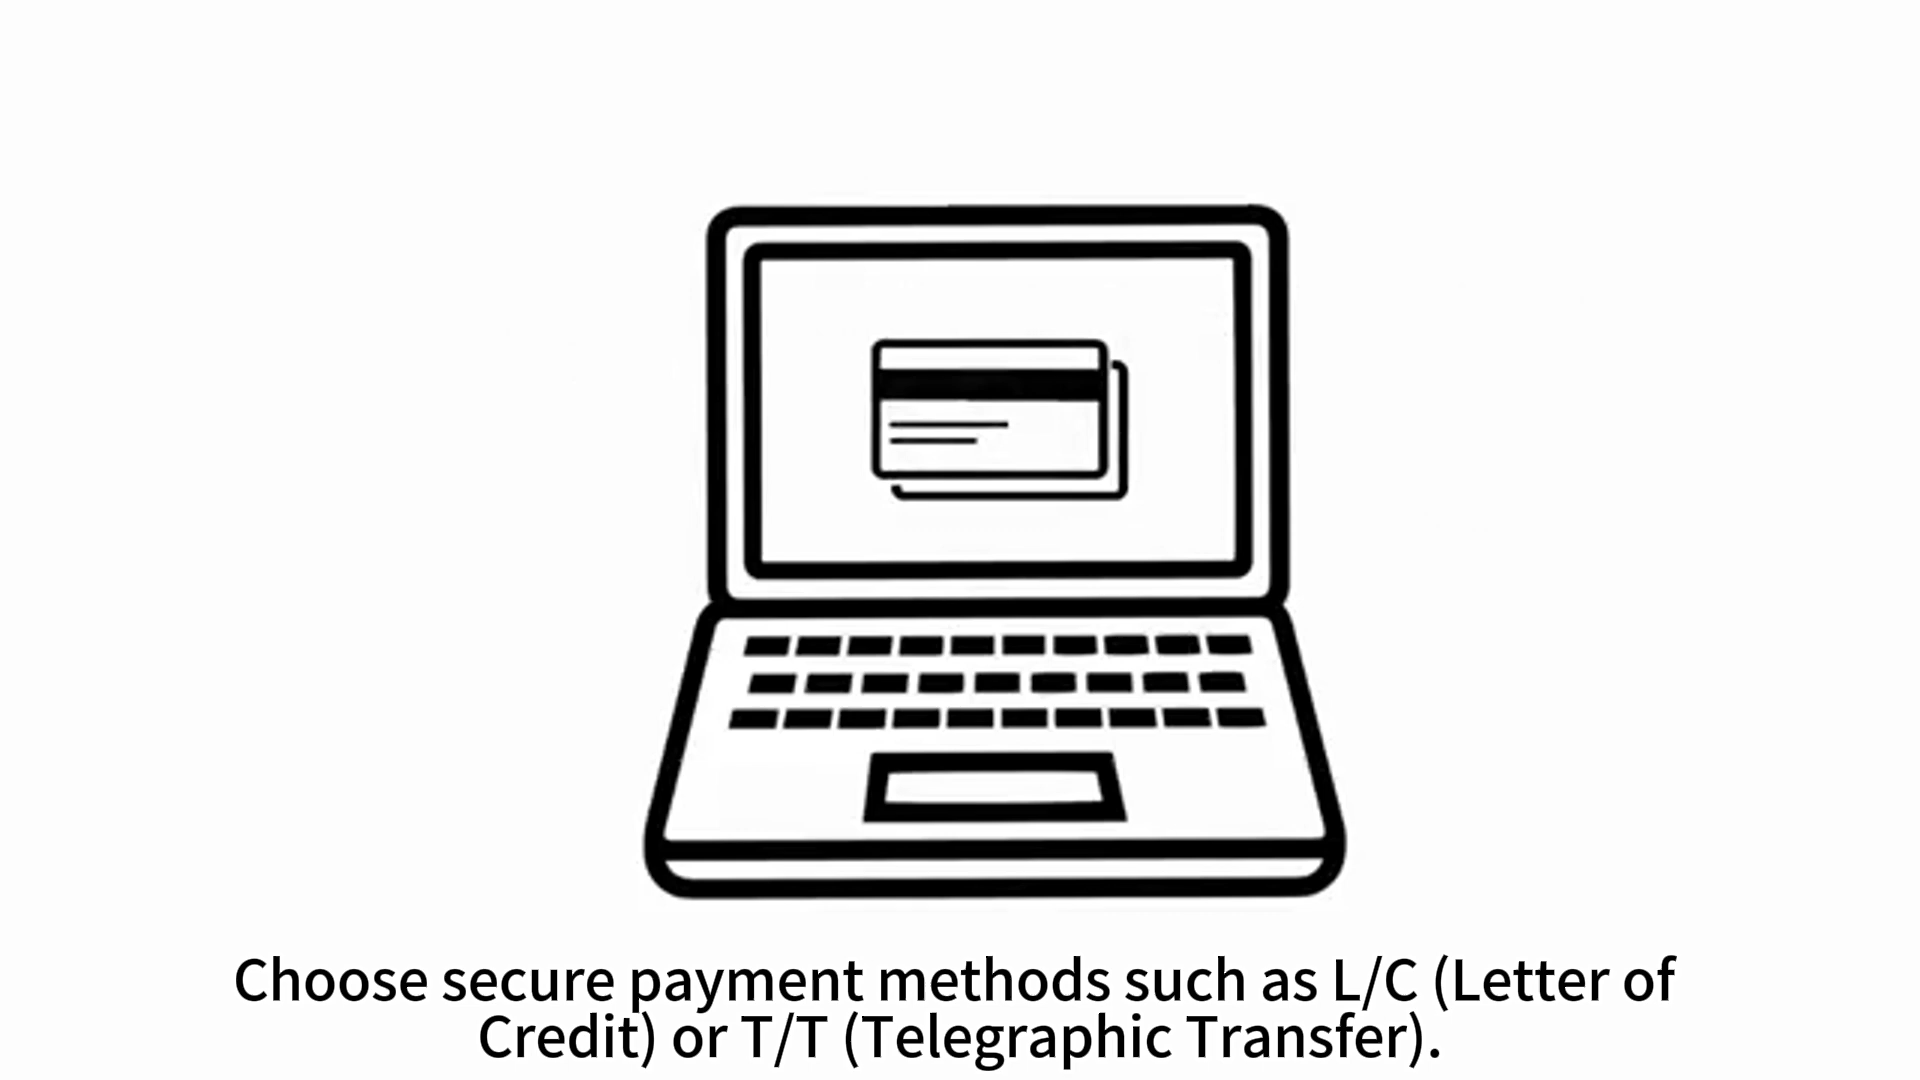 Choose secure payment methods such as L/C (Letter of
Credit) or T/T (Telegraphic Transfer).